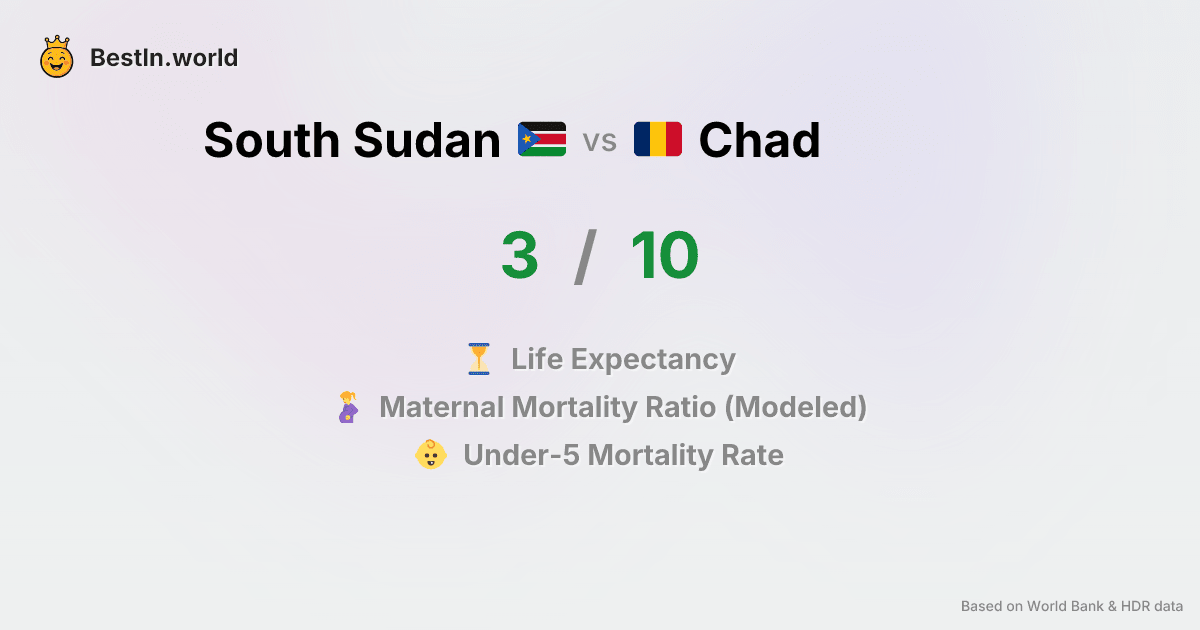 BestIn.world
South Sudan vs Chad
3 / 10
Life Expectancy
Maternal Mortality Ratio (Modeled)
Under-5 Mortality Rate
Based on World Bank & HDR data